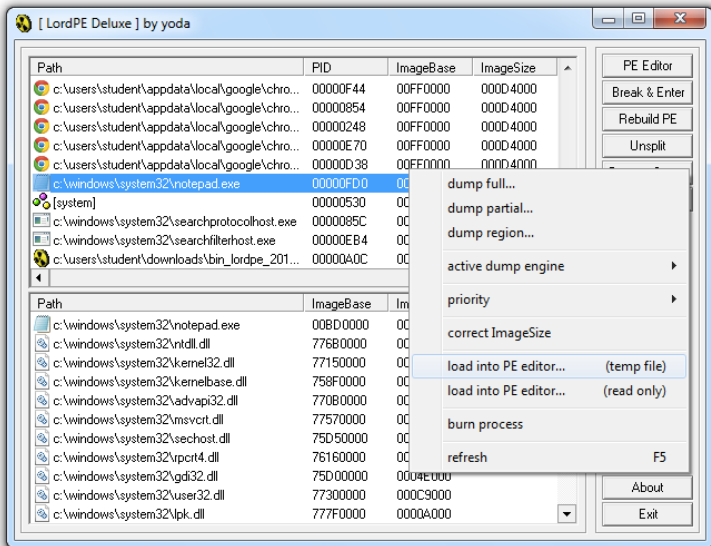 [ LordPE Deluxe ] by yoda
Path PID ImageBase ImageSize
c:\users\student\appdata\local\google\chro... 00000F44 00FF0000 000D4000
c:\users\student\appdata\local\google\chro... 00000854 00FF0000 000D4000
c:\users\student\appdata\local\google\chro... 00000248 00FF0000 000D4000
c:\users\student\appdata\local\google\chro... 00000E70 00FF0000 000D4000
c:\users\student\appdata\local\google\chro... 00000D38 00FF0000 000D4000
c:\windows\system32\notepad.exe 00000FD0
[system] 00000530
c:\windows\system32\searchprotocolhost.exe 0000085C
c:\windows\system32\searchfilterhost.exe 00000EB4
c:\users\student\downloads\bin_lordpe_201... 00000A0C
Path ImageBase
c:\windows\system32\notepad.exe 00BD0000
c:\windows\system32\ntdll.dll 776B0000
c:\windows\system32\kernel32.dll 77150000
c:\windows\system32\kernelbase.dll 758F0000
c:\windows\system32\advapi32.dll 770B0000
c:\windows\system32\msvcrt.dll 77570000
c:\windows\system32\sechost.dll 75D50000
c:\windows\system32\rpcrt4.dll 76160000
c:\windows\system32\gdi32.dll 75D00000 0004E000
c:\windows\system32\user32.dll 77300000 000C9000
c:\windows\system32\lpk.dll 777F0000 0000A000
PE Editor
Break & Enter
Rebuild PE
Unsplit
dump full...
dump partial...
dump region...
active dump engine
priority
correct ImageSize
load into PE editor... (temp file)
load into PE editor... (read only)
burn process
refresh F5
About
Exit